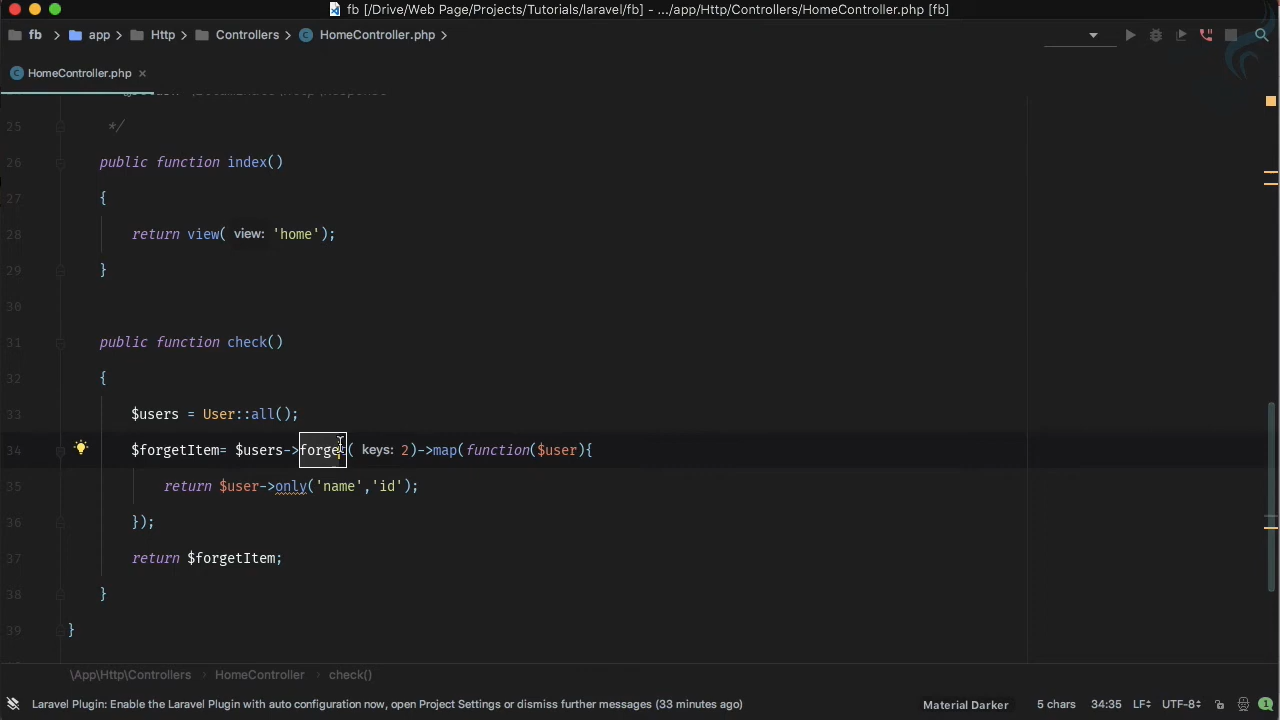 fb [/Drive/Web Page/Projects/Tutorials/laravel/fb] - .../app/Http/Controllers/HomeController.php [fb]
fb > app > Http > Controllers > HomeController.php >
HomeController.php ×
25 */
26 public function index()
27 {
28 return view( view: 'home');
29 }
30
31 public function check()
32 {
33 $users = User::all();
34 $forgetItem= $users->forget( keys: 2)->map(function($user){
35 return $user->only('name','id');
36 });
37 return $forgetItem;
38 }
39 }
\App\Http\Controllers > HomeController > check()
Laravel Plugin: Enable the Laravel Plugin with auto configuration now, open Project Settings or dismiss further messages (33 minutes ago) Material Darker 5 chars 34:35 LF UTF-8 1